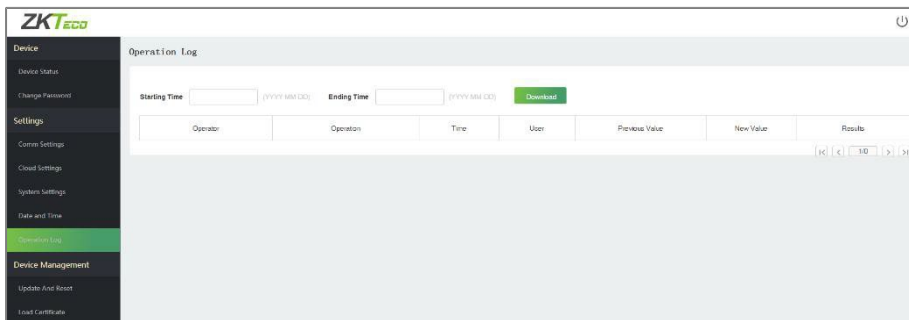 ZKTeco
Device
Operation Log
Device Status
Change Password
Starting Time (YYYY MM DD) Ending Time (YYYY MM DD) Download
Settings
Operator Operation Time User Previous Value New Value Results
Comm Settings
1/0
Cloud Settings
System Settings
Date and Time
Operation Log
Device Management
Update And Reset
Load Certificate